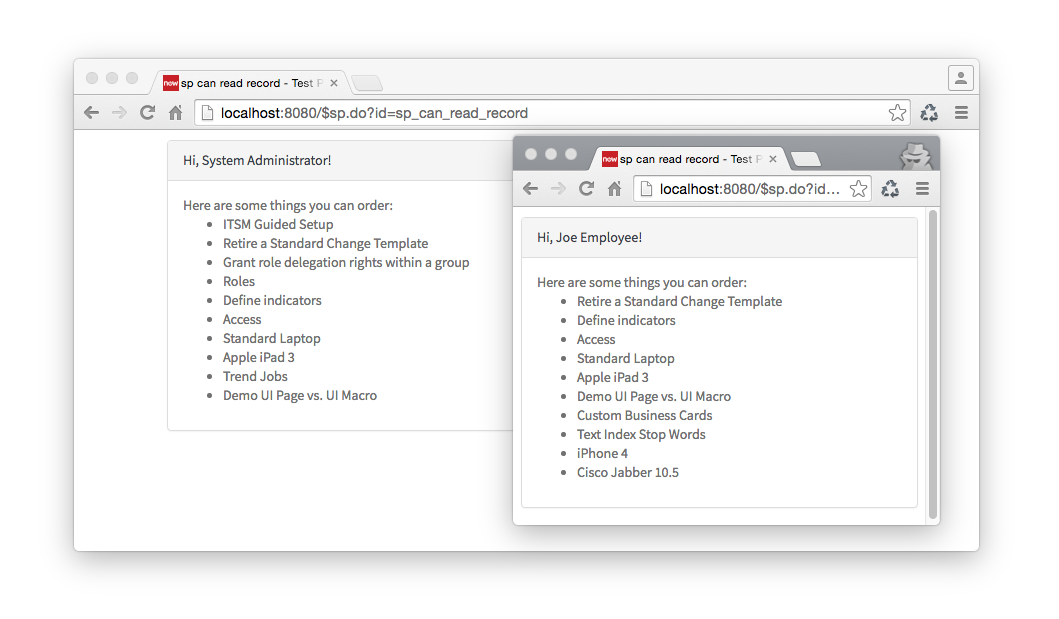 now sp can read record - Test P
localhost:8080/$sp.do?id=sp_can_read_record
Hi, System Administrator!
Here are some things you can order:
ITSM Guided Setup
Retire a Standard Change Template
Grant role delegation rights within a group
Roles
Define indicators
Access
Standard Laptop
Apple iPad 3
Trend Jobs
Demo UI Page vs. UI Macro
now sp can read record - Test P
localhost:8080/$sp.do?id...
Hi, Joe Employee!
Here are some things you can order:
Retire a Standard Change Template
Define indicators
Access
Standard Laptop
Apple iPad 3
Demo UI Page vs. UI Macro
Custom Business Cards
Text Index Stop Words
iPhone 4
Cisco Jabber 10.5